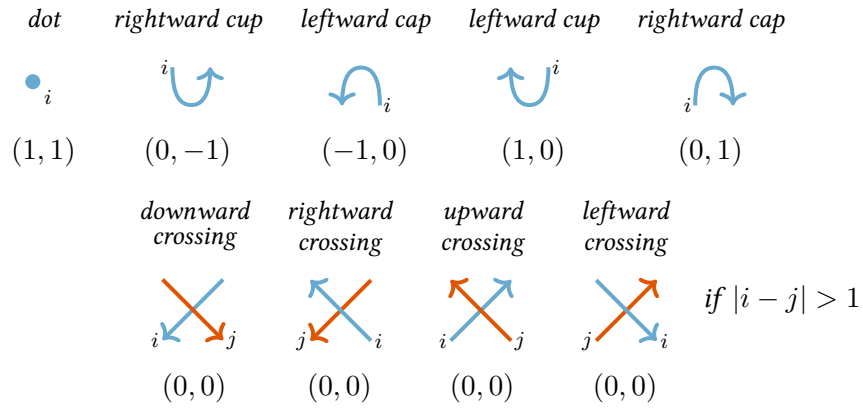 dot rightward cup leftward cap leftward cup rightward cap
i i i i i
(1, 1) (0, −1) (−1, 0) (1, 0) (0, 1)
downward rightward upward leftward
crossing crossing crossing crossing
if |i − j| > 1
i j j i i j j i
(0, 0) (0, 0) (0, 0) (0, 0)